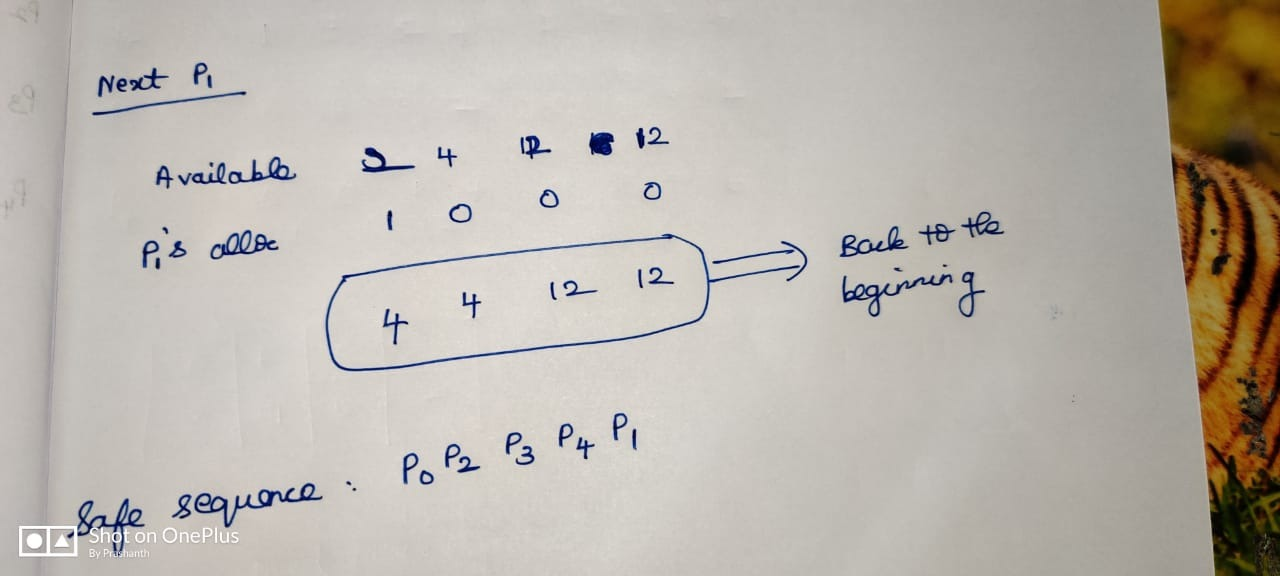 Next P1
Available 4 12 12
P1's alloc 1 0 0 0
4 4 12 12
Back to the
beginning
Safe sequence : P0 P2 P3 P4 P1
Shot on OnePlus
By Prashanth